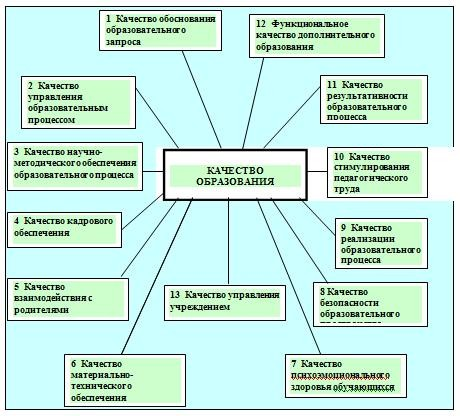 1 Качество обоснования
образовательного
запроса
12 Функциональное
качество дополнительного
образования
2 Качество
управления
образовательным
процессом
11 Качество
результативности
образовательного
процесса
3 Качество научно-
методического обеспечения
образовательного процесса
КАЧЕСТВО
ОБРАЗОВАНИЯ
10 Качество
стимулирования
педагогического
труда
4 Качество кадрового
обеспечения
9 Качество
реализации
образовательного
процесса
5 Качество
взаимодействия с
родителями
13 Качество управления
учреждением
8 Качество
безопасности
образовательного
6 Качество
материально-
технического
обеспечения
7 Качество
психоэмоционального
здоровья обучающихся